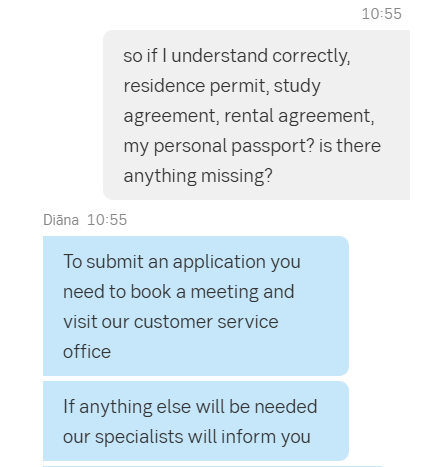 10:55
so if I understand correctly,
residence permit, study
agreement, rental agreement,
my personal passport? is there
anything missing?
Diāna 10:55
To submit an application you
need to book a meeting and
visit our customer service
office
If anything else will be needed
our specialists will inform you